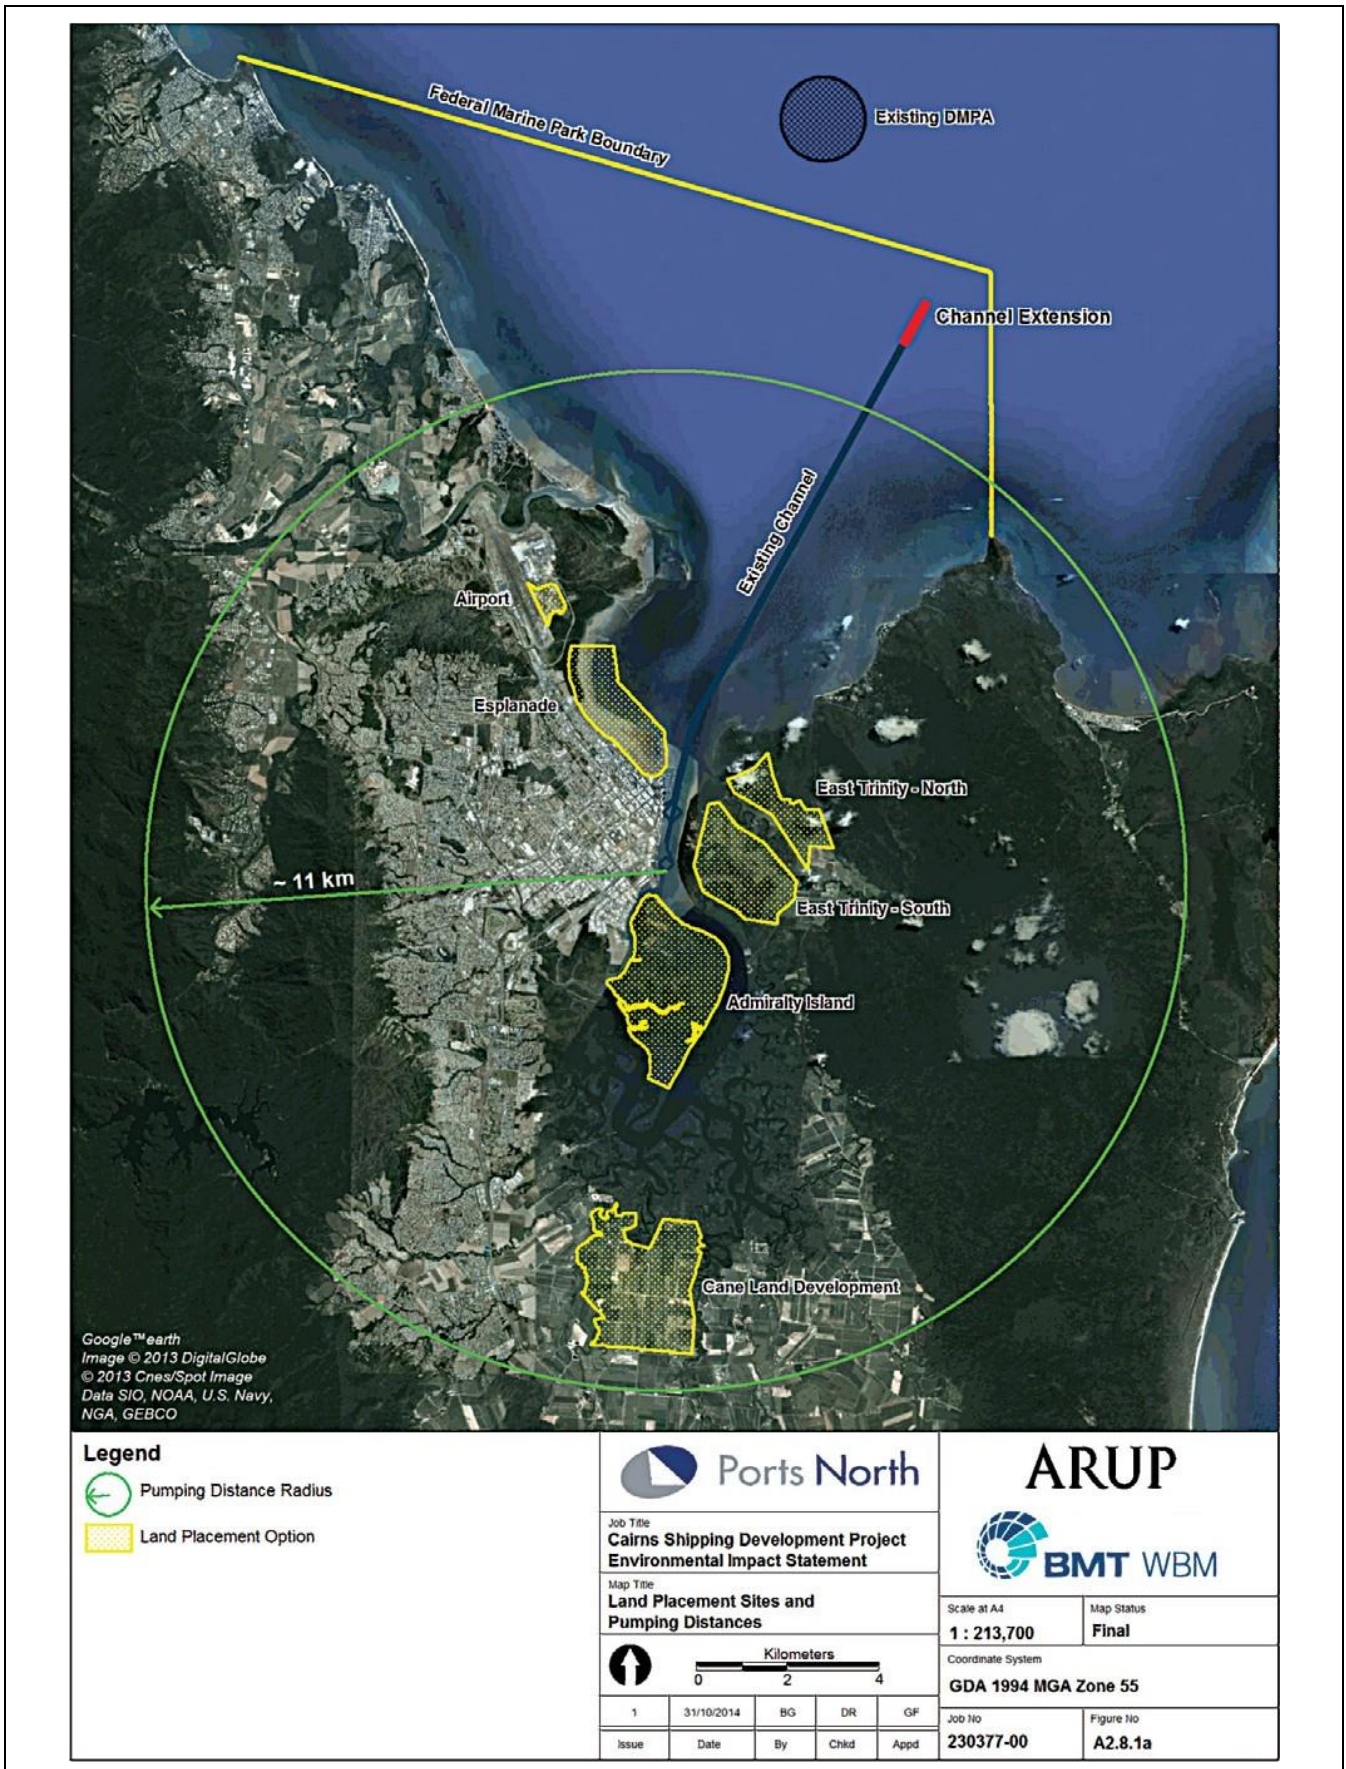 Federal Marine Park Boundary
Existing DMPA
Channel Extension
Existing Channel
Airport
Esplanade
East Trinity - North
~ 11 km
East Trinity - South
Admiralty Island
Cane Land Development
Google™earth
Image © 2013 DigitalGlobe
© 2013 Cnes/Spot Image
Data SIO, NOAA, U.S. Navy,
NGA, GEBCO
Legend
Pumping Distance Radius
Land Placement Option
Ports North
Job Title
Cairns Shipping Development Project
Environmental Impact Statement
Map Title
Land Placement Sites and
Pumping Distances
Kilometers
0 2 4
1 31/10/2014 BG DR GF
Issue Date By Chkd Appd
ARUP
BMT WBM
Scale at A4
1 : 213,700
Map Status
Final
Coordinate System
GDA 1994 MGA Zone 55
Job No
230377-00
Figure No
A2.8.1a